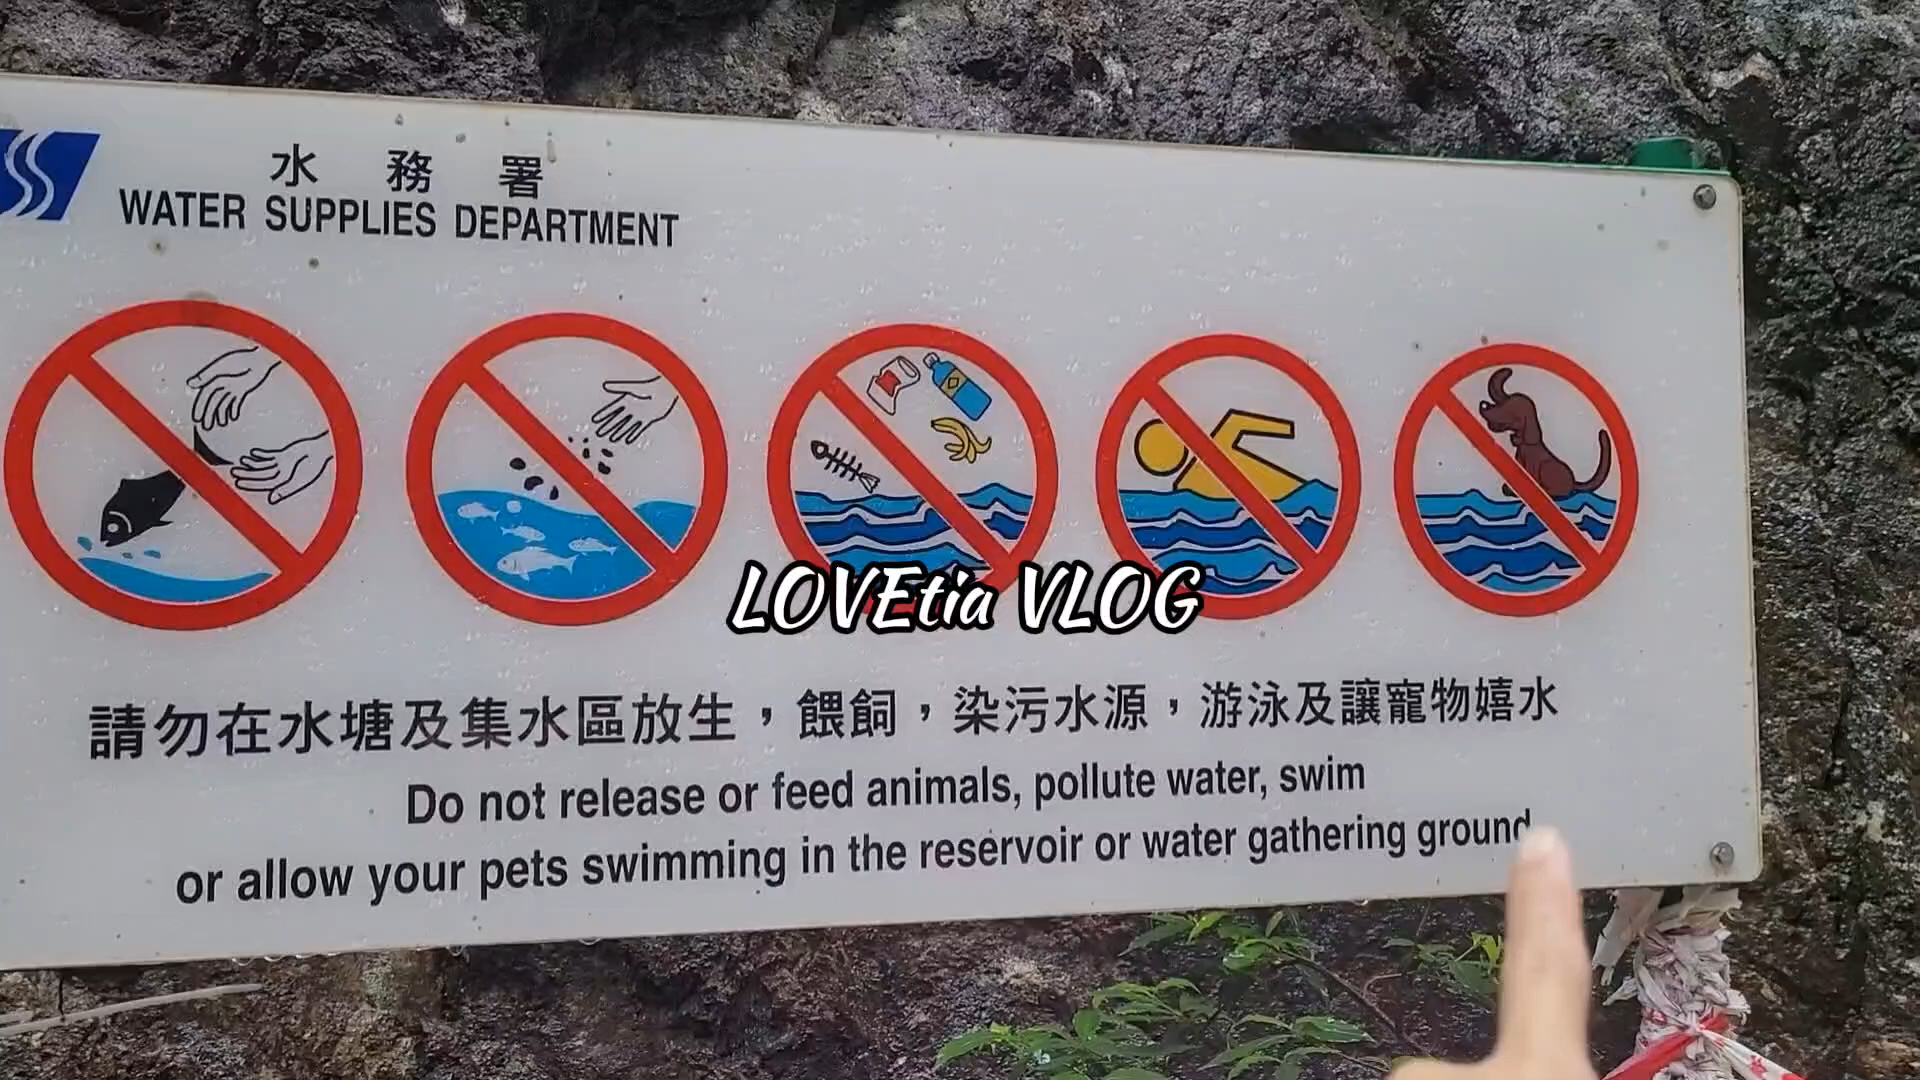 水務署
WATER SUPPLIES DEPARTMENT
LOVEtia VLOG
請勿在水塘及集水區放生，餵飼，染污水源，游泳及讓寵物嬉水
Do not release or feed animals, pollute water, swim
or allow your pets swimming in the reservoir or water gathering ground